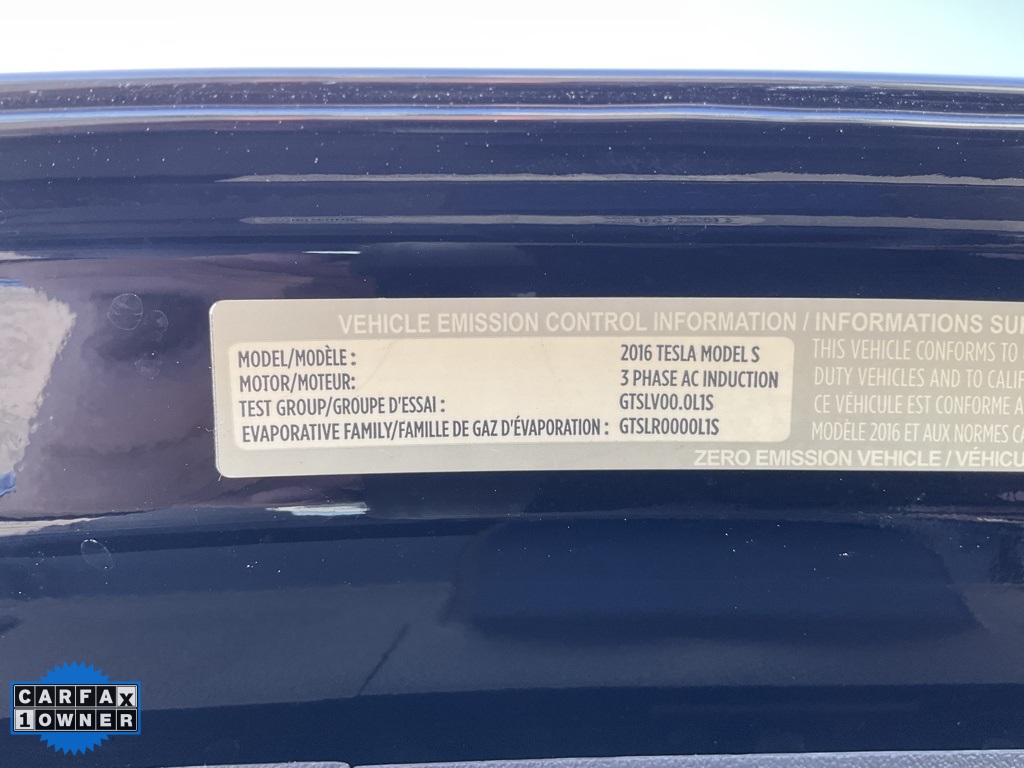 VEHICLE EMISSION CONTROL INFORMATION / INFORMATIONS SU
MODEL/MODÈLE : 2016 TESLA MODEL S
MOTOR/MOTEUR: 3 PHASE AC INDUCTION
TEST GROUP/GROUPE D'ESSAI : GTSLV00.0L1S
EVAPORATIVE FAMILY/FAMILLE DE GAZ D'ÉVAPORATION : GTSLR0000L1S
THIS VEHICLE CONFORMS TO
DUTY VEHICLES AND TO CALIF
CE VÉHICULE EST CONFORME A
MODÈLE 2016 ET AUX NORMES CA
ZERO EMISSION VEHICLE / VÉHICU
CARFAX
1 OWNER